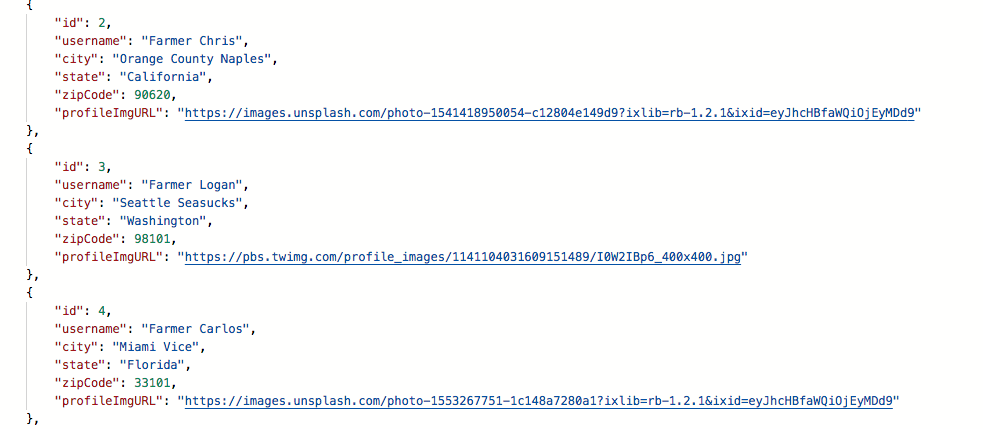 {
"id": 2,
"username": "Farmer Chris",
"city": "Orange County Naples",
"state": "California",
"zipCode": 90620,
"profileImgURL": "https://images.unsplash.com/photo-1541418950054-c12804e149d9?ixlib=rb-1.2.1&ixid=eyJhcHBfaWQiOjEyMDd9"
},
{
"id": 3,
"username": "Farmer Logan",
"city": "Seattle Seasucks",
"state": "Washington",
"zipCode": 98101,
"profileImgURL": "https://pbs.twimg.com/profile_images/1141104031609151489/I0W2IBp6_400x400.jpg"
},
{
"id": 4,
"username": "Farmer Carlos",
"city": "Miami Vice",
"state": "Florida",
"zipCode": 33101,
"profileImgURL": "https://images.unsplash.com/photo-1553267751-1c148a7280a1?ixlib=rb-1.2.1&ixid=eyJhcHBfaWQiOjEyMDd9"
},